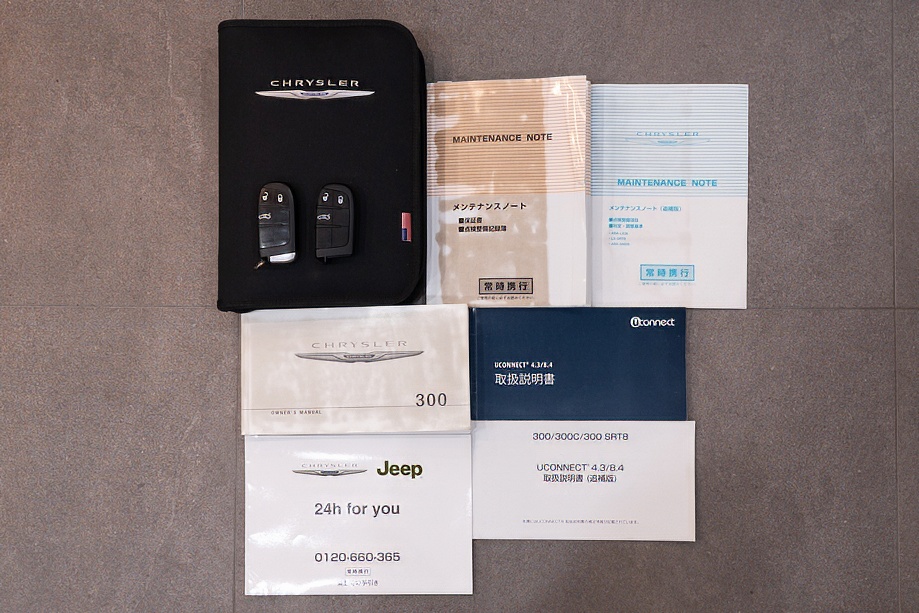 CHRYSLER
MAINTENANCE NOTE
メンテナンスノート
■保証書
■点検整備記録簿
常時携行
CHRYSLER
MAINTENANCE NOTE
メンテナンスノート（追補版）
常時携行
CHRYSLER
300
OWNER'S MANUAL
Uconnect
UCONNECT® 4.3/8.4
取扱説明書
CHRYSLER Jeep
24h for you
0120-660-365
常時携行
300/300C/300 SRT8
UCONNECT® 4.3/8.4
取扱説明書（追補版）